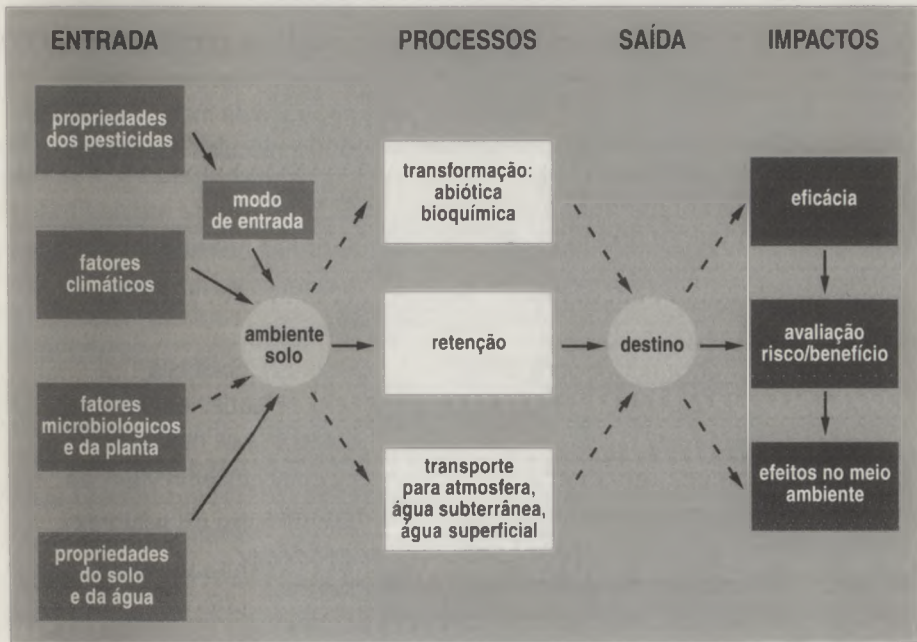 ENTRADA
PROCESSOS
SAÍDA
IMPACTOS
propriedades
dos pesticidas
modo
de entrada
fatores
climáticos
fatores
microbiológicos
e da planta
propriedades
do solo
e da água
ambiente
solo
transformação:
abiótica
bioquímica
retenção
transporte
para atmosfera,
água subterrânea,
água superficial
destino
eficácia
avaliação
risco/benefício
efeitos no meio
ambiente